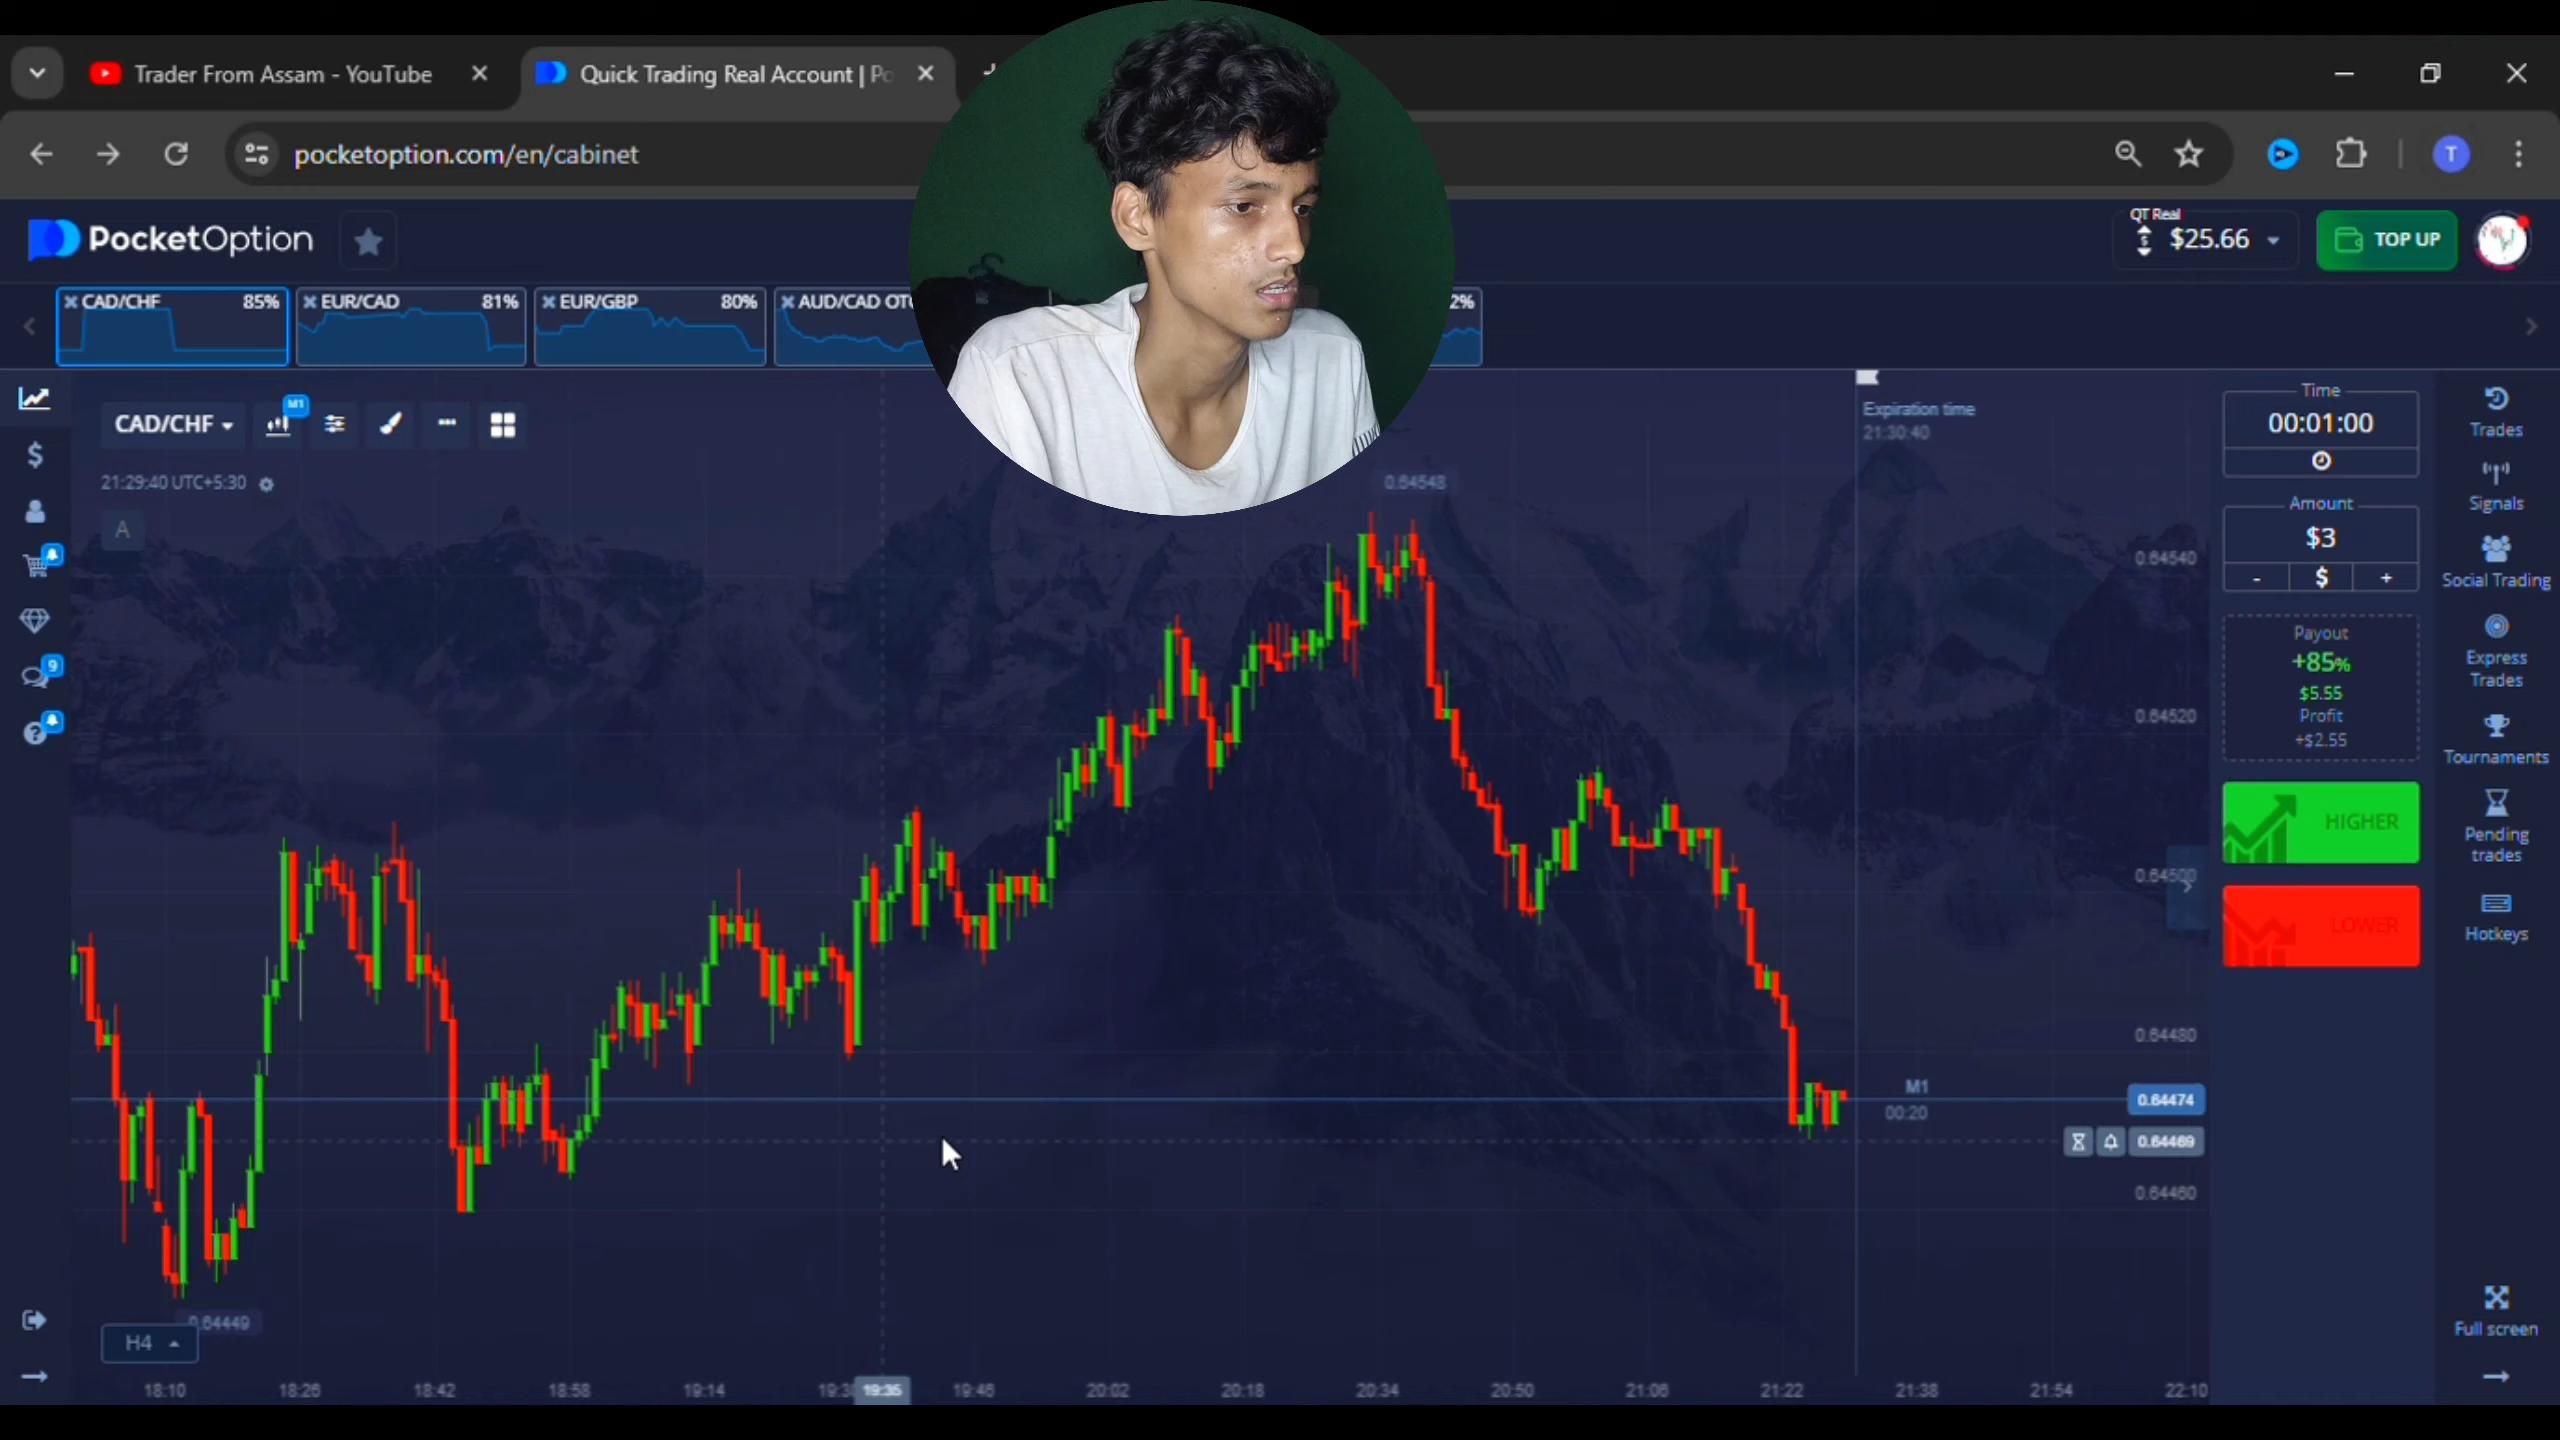 Trader From Assam - YouTube
Quick Trading Real Account | Po
pocketoption.com/en/cabinet
T
PocketOption
QT Real
$25.66
TOP UP
CAD/CHF 85%
EUR/CAD 81%
EUR/GBP 80%
AUD/CAD OTC
2%
CAD/CHF
M1
21:29:40 UTC+5:30
A
Expiration time
21:30:40
0.64548
0.64540
0.64520
0.64500
0.64480
M1
00:20
0.64474
0.64469
0.64460
0.64449
H4
18:10
18:26
18:42
18:58
19:14
19:35
19:46
20:02
20:18
20:34
20:50
21:06
21:22
21:38
21:54
22:10
Time
00:01:00
Amount
$3
- $ +
Payout
+85%
$5.55
Profit
+$2.55
HIGHER
LOWER
Trades
Signals
Social Trading
Express
Trades
Tournaments
Pending
trades
Hotkeys
Full screen
9